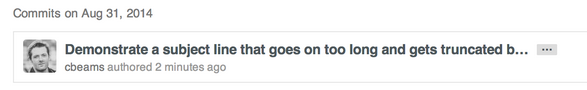 Commits on Aug 31, 2014
Demonstrate a subject line that goes on too long and gets truncated b... ...
cbeams authored 2 minutes ago